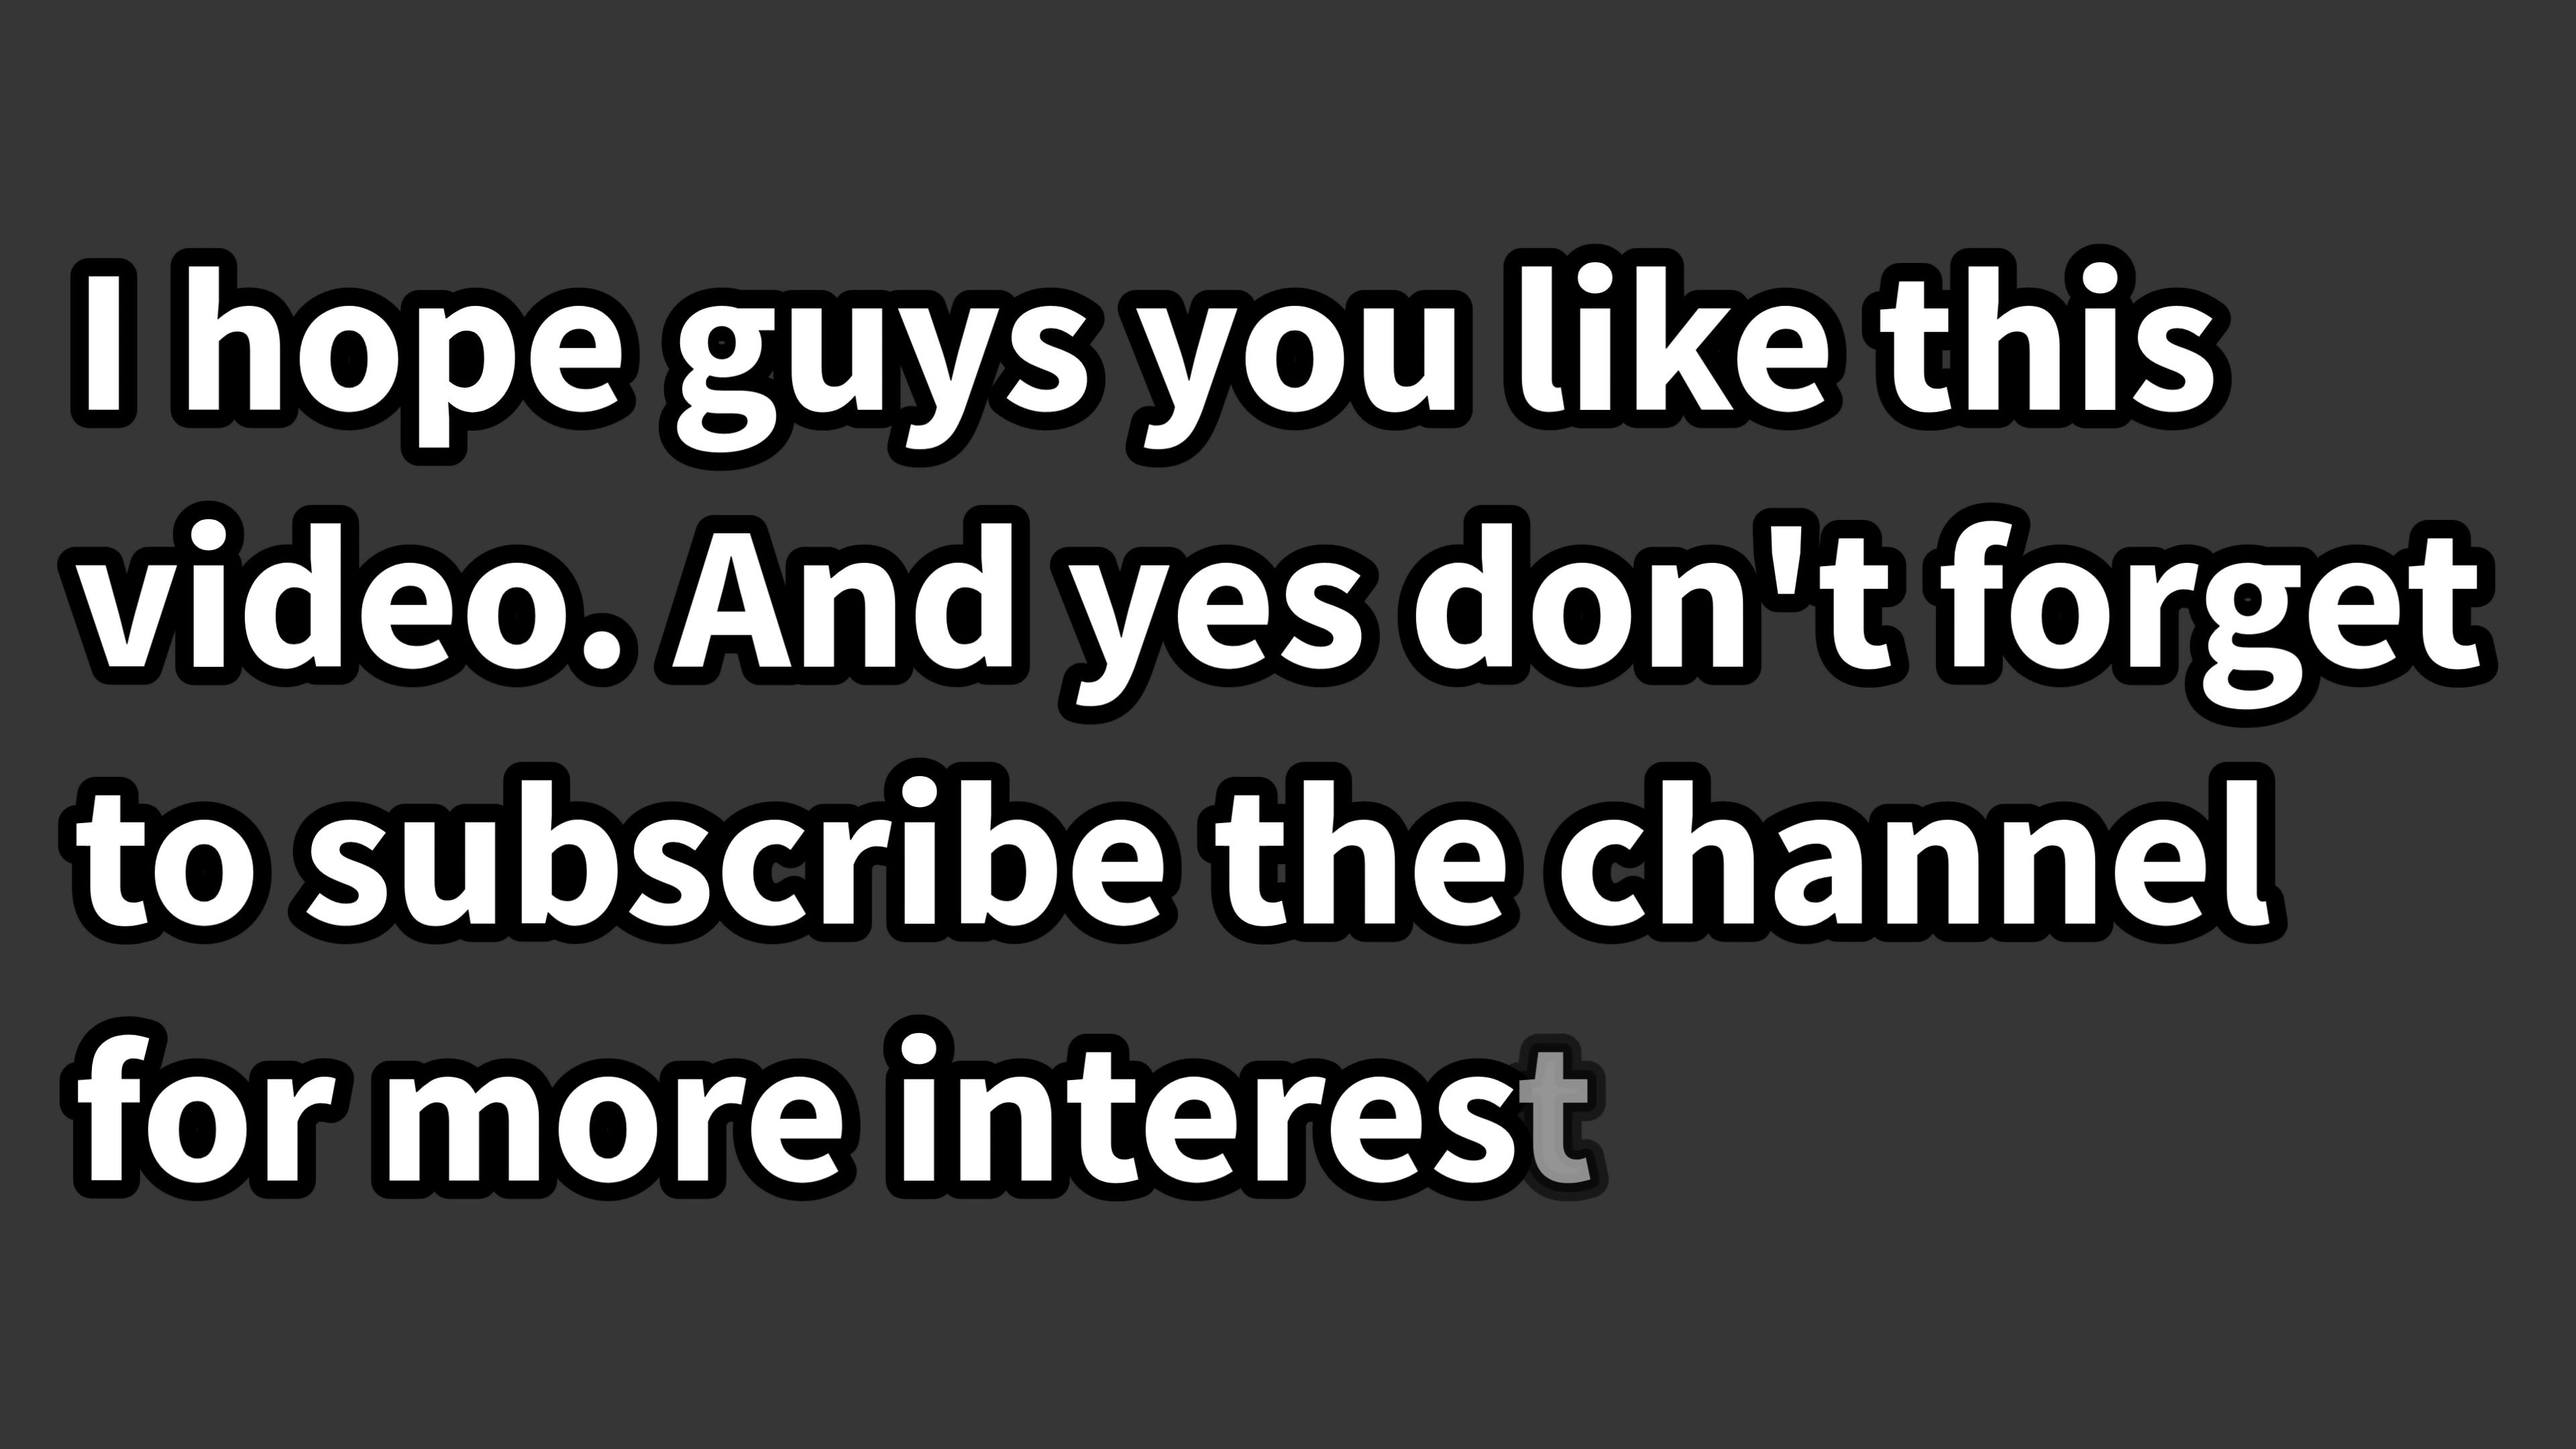 I hope guys you like this
video. And yes don't forget
to subscribe the channel
for more interest